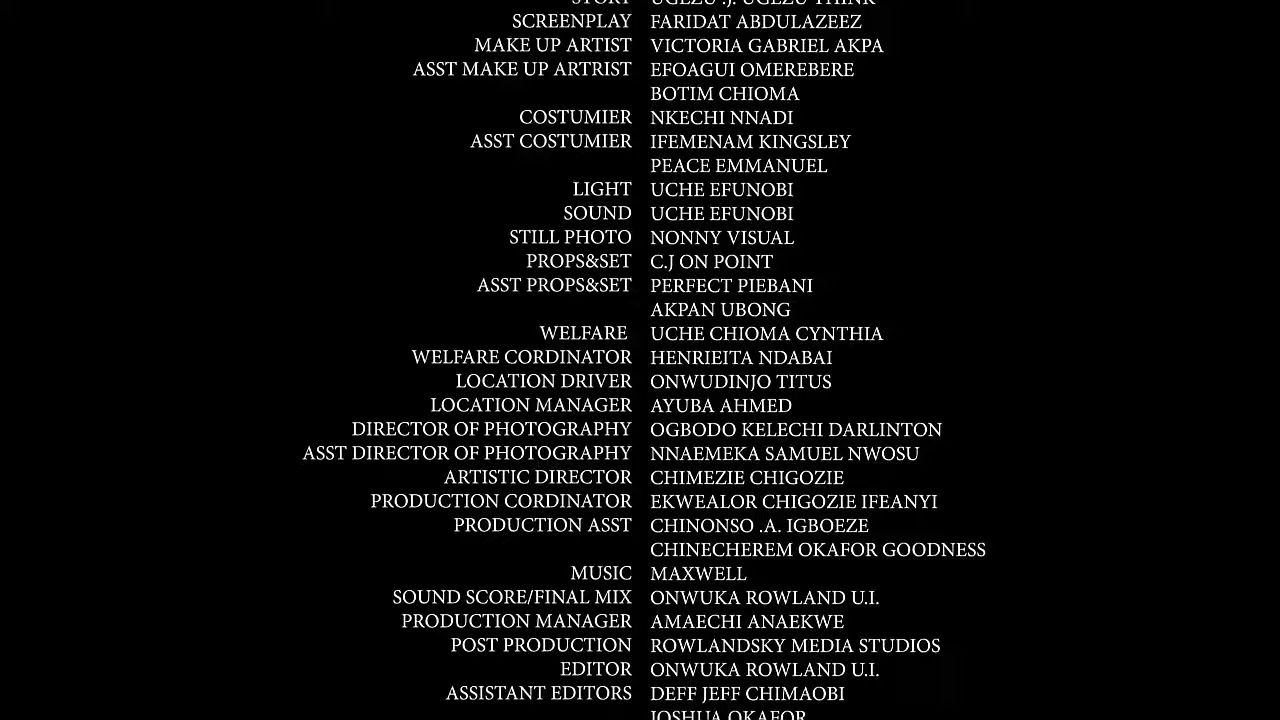 STORY UGEZU .J. UGEZU THINK
SCREENPLAY FARIDAT ABDULAZEEZ
MAKE UP ARTIST VICTORIA GABRIEL AKPA
ASST MAKE UP ARTRIST EFOAGUI OMEREBERE
BOTIM CHIOMA
COSTUMIER NKECHI NNADI
ASST COSTUMIER IFEMENAM KINGSLEY
PEACE EMMANUEL
LIGHT UCHE EFUNOBI
SOUND UCHE EFUNOBI
STILL PHOTO NONNY VISUAL
PROPS&SET C.J ON POINT
ASST PROPS&SET PERFECT PIEBANI
AKPAN UBONG
WELFARE UCHE CHIOMA CYNTHIA
WELFARE CORDINATOR HENRIEITA NDABAI
LOCATION DRIVER ONWUDINJO TITUS
LOCATION MANAGER AYUBA AHMED
DIRECTOR OF PHOTOGRAPHY OGBODO KELECHI DARLINTON
ASST DIRECTOR OF PHOTOGRAPHY NNAEMEKA SAMUEL NWOSU
ARTISTIC DIRECTOR CHIMEZIE CHIGOZIE
PRODUCTION CORDINATOR EKWEALOR CHIGOZIE IFEANYI
PRODUCTION ASST CHINONSO .A. IGBOEZE
CHINECHEREM OKAFOR GOODNESS
MUSIC MAXWELL
SOUND SCORE/FINAL MIX ONWUKA ROWLAND U.I.
PRODUCTION MANAGER AMAECHI ANAEKWE
POST PRODUCTION ROWLANDSKY MEDIA STUDIOS
EDITOR ONWUKA ROWLAND U.I.
ASSISTANT EDITORS DEFF JEFF CHIMAOBI
JOSHUA OKAFOR